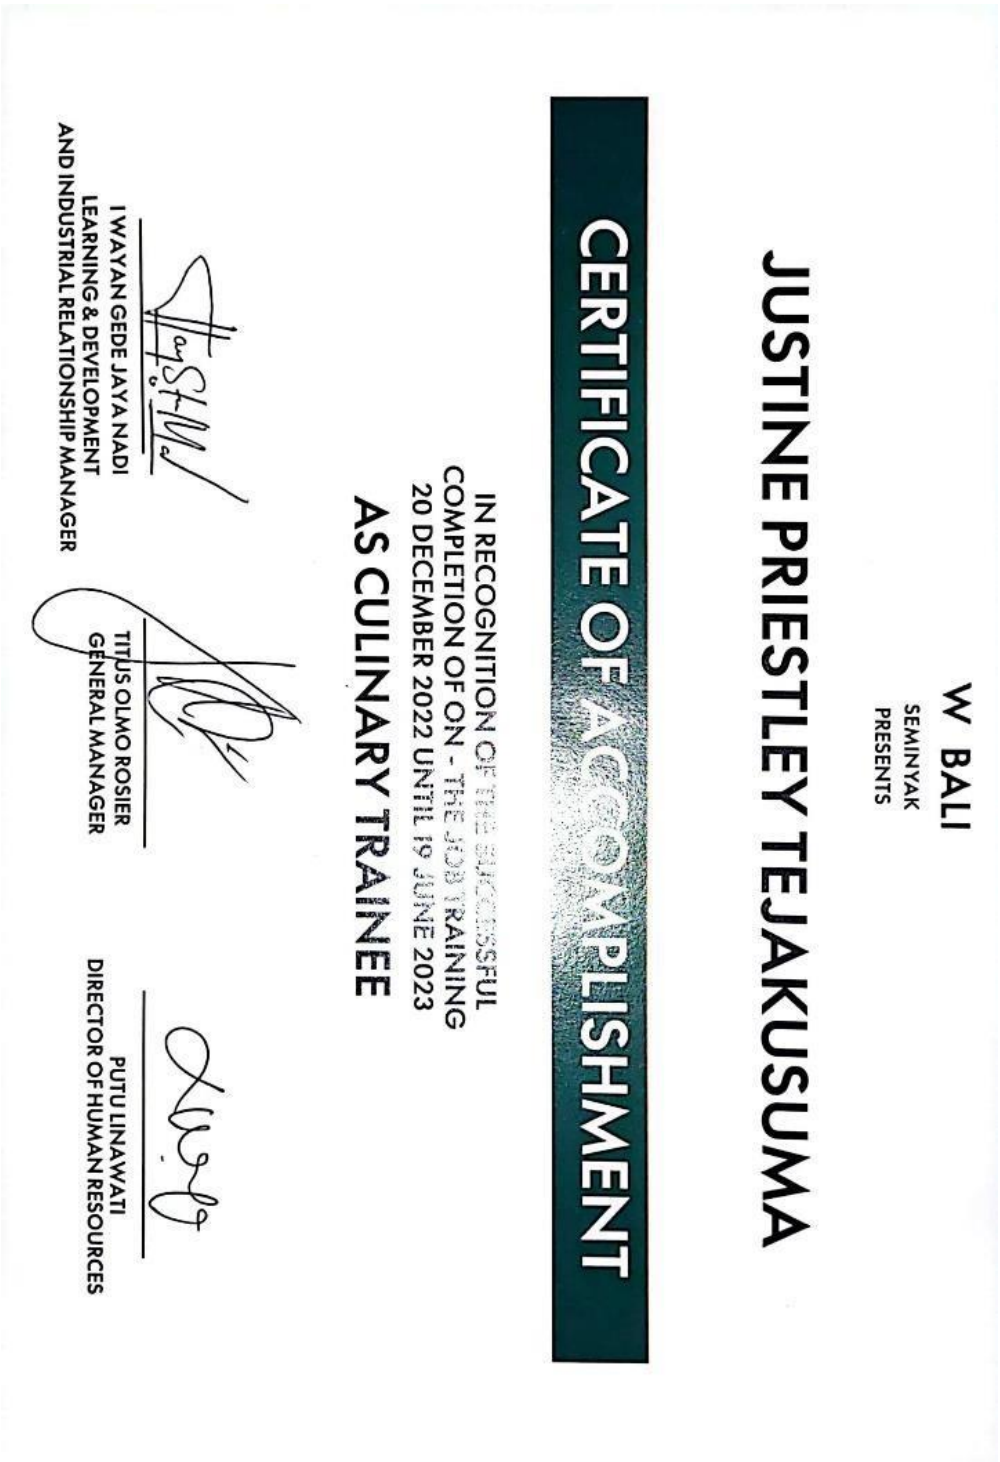 W BALI
SEMINYAK
PRESENTS
JUSTINE PRIESTLEY TEJAKUSUMA
CERTIFICATE OF ACCOMPLISHMENT
IN RECOGNITION OF THE SUCCESSFUL
COMPLETION OF ON - THE JOB TRAINING
20 DECEMBER 2022 UNTIL 19 JUNE 2023
AS CULINARY TRAINEE
I WAYAN GEDE JAYA NADI
LEARNING & DEVELOPMENT
AND INDUSTRIAL RELATIONSHIP MANAGER
TITUS OLMO ROSIER
GENERAL MANAGER
PUTU LINAWATI
DIRECTOR OF HUMAN RESOURCES